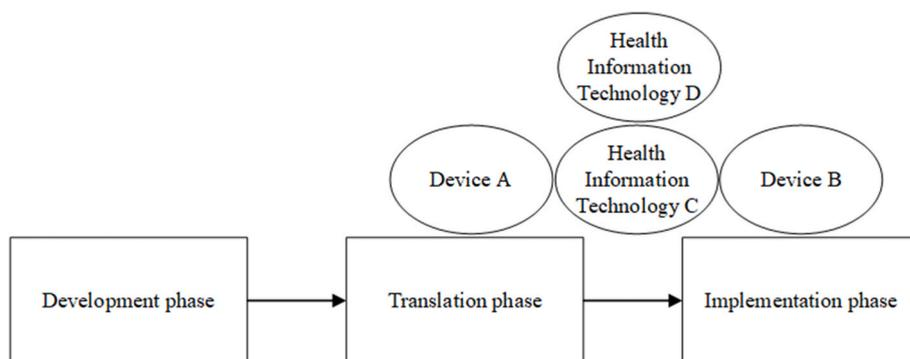 Health
Information
Technology D
Device A
Health
Information
Technology C
Device B
Development phase
Translation phase
Implementation phase